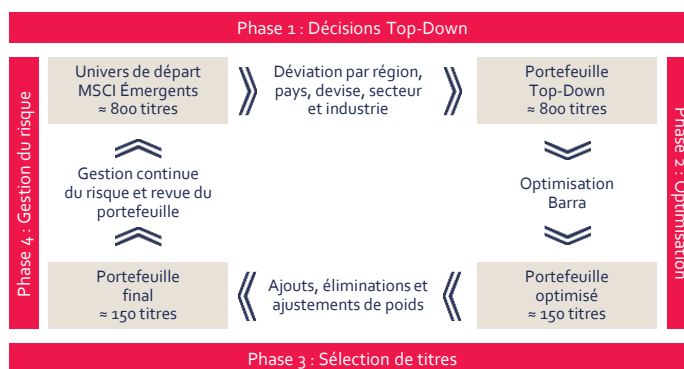 Phase 1 : Décisions Top-Down
Univers de départ
MSCI Émergents
≈ 800 titres
Déviation par région,
pays, devise, secteur
et industrie
Portefeuille
Top-Down
≈ 800 titres
Phase 2 : Optimisation
Optimisation
Barra
Portefeuille
optimisé
≈ 150 titres
Phase 3 : Sélection de titres
Ajouts, éliminations et
ajustements de poids
Portefeuille
final
≈ 150 titres
Phase 4 : Gestion du risque
Gestion continue
du risque et revue du
portefeuille